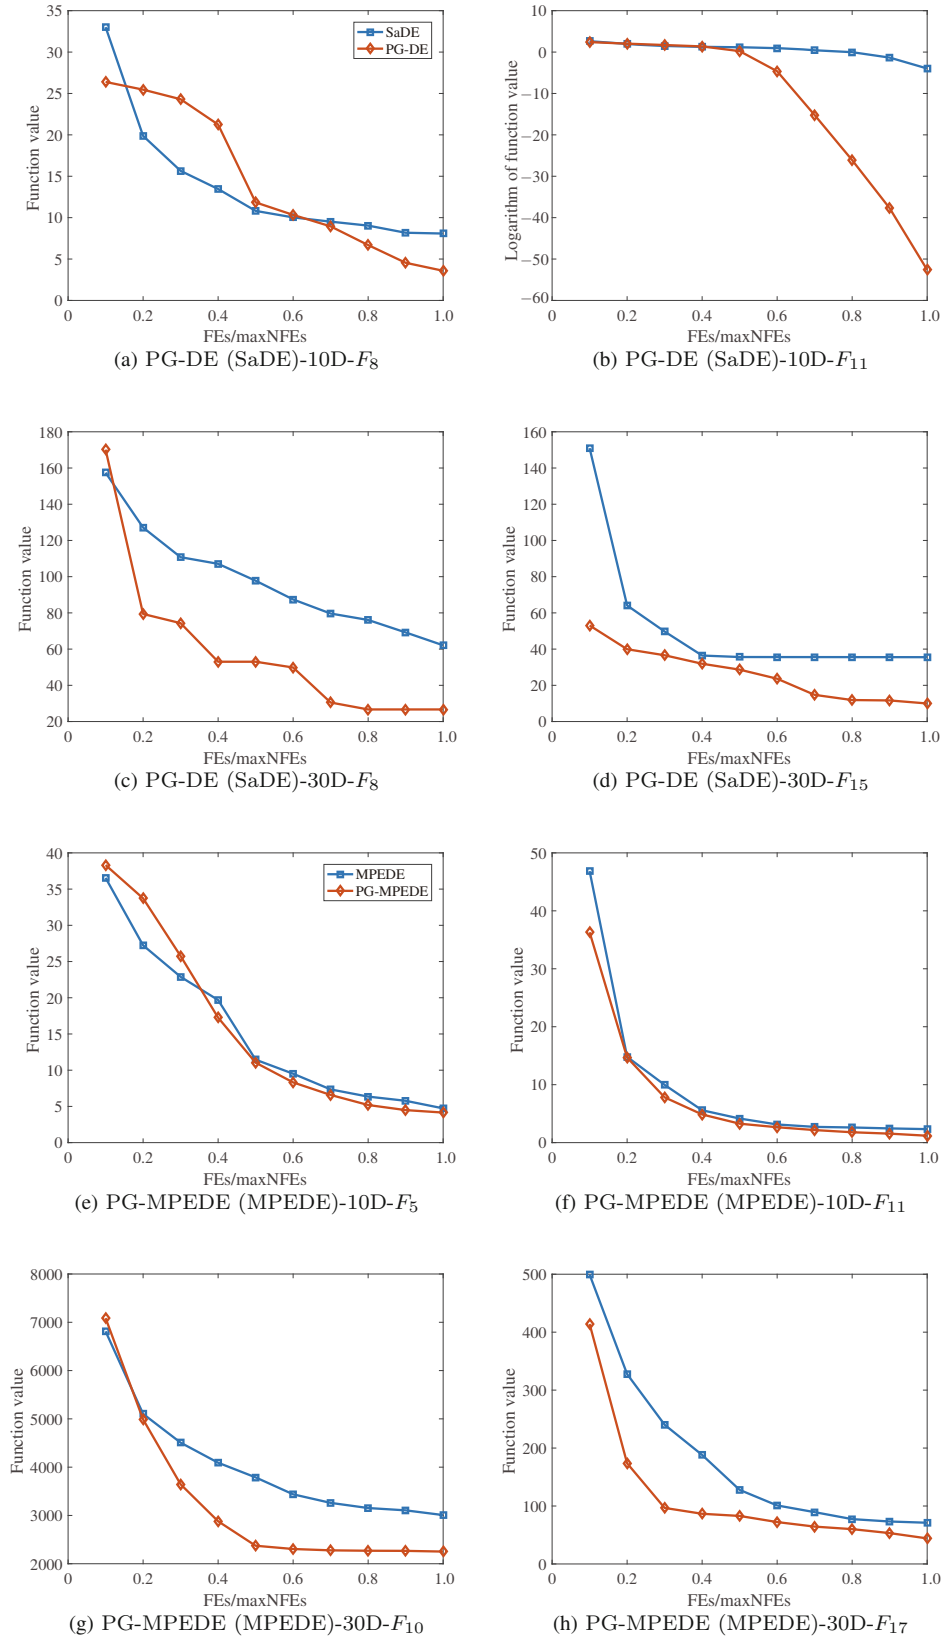 35
30
25
20
15
10
5
0
Function value
SaDE
PG-DE
0 0.2 0.4 0.6 0.8 1.0
FEs/maxNFEs
(a) PG-DE (SaDE)-10D-F8
10
0
−10
−20
−30
−40
−50
−60
Logarithm of function value
0 0.2 0.4 0.6 0.8 1.0
FEs/maxNFEs
(b) PG-DE (SaDE)-10D-F11
180
160
140
120
100
80
60
40
20
Function value
0 0.2 0.4 0.6 0.8 1.0
FEs/maxNFEs
(c) PG-DE (SaDE)-30D-F8
160
140
120
100
80
60
40
20
0
Function value
0 0.2 0.4 0.6 0.8 1.0
FEs/maxNFEs
(d) PG-DE (SaDE)-30D-F15
40
35
30
25
20
15
10
5
0
Function value
MPEDE
PG-MPEDE
0 0.2 0.4 0.6 0.8 1.0
FEs/maxNFEs
(e) PG-MPEDE (MPEDE)-10D-F5
50
40
30
20
10
0
Function value
0 0.2 0.4 0.6 0.8 1.0
FEs/maxNFEs
(f) PG-MPEDE (MPEDE)-10D-F11
8000
7000
6000
5000
4000
3000
2000
Function value
0 0.2 0.4 0.6 0.8 1.0
FEs/maxNFEs
(g) PG-MPEDE (MPEDE)-30D-F10
500
400
300
200
100
0
Function value
0 0.2 0.4 0.6 0.8 1.0
FEs/maxNFEs
(h) PG-MPEDE (MPEDE)-30D-F17